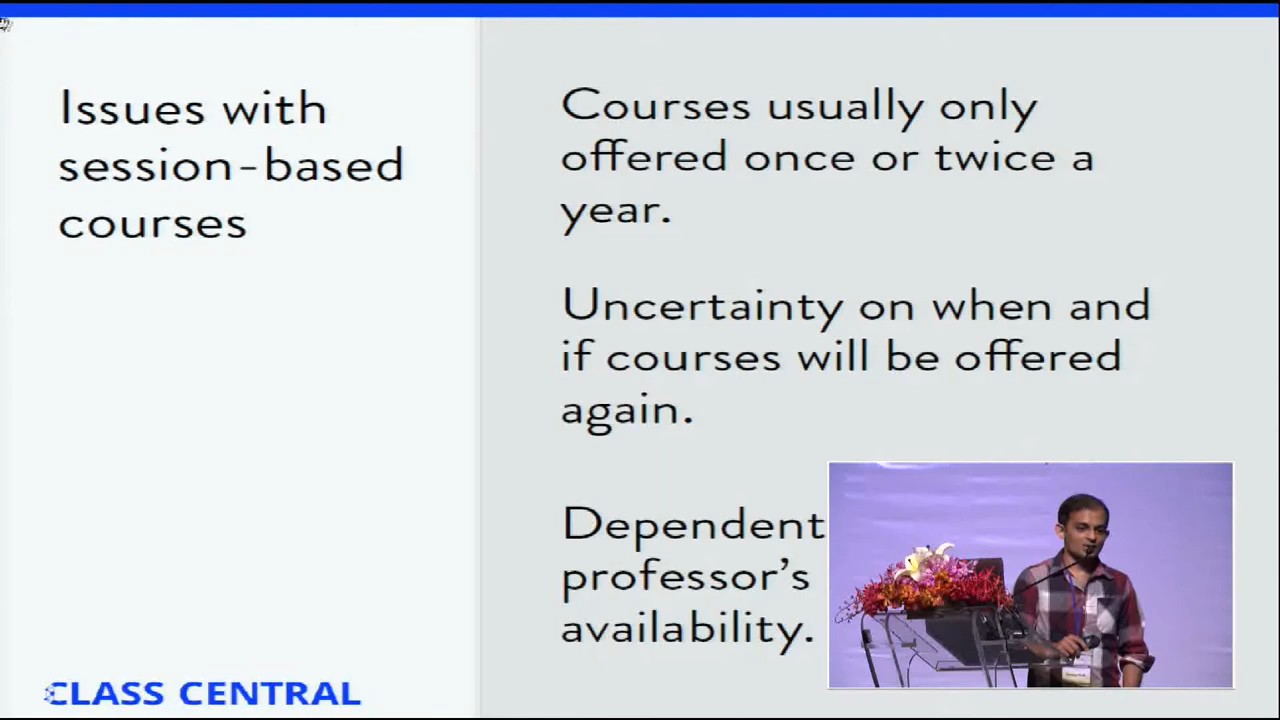 Issues with
session-based
courses
Courses usually only
offered once or twice a
year.
Uncertainty on when and
if courses will be offered
again.
Dependent
professor's
availability.
CLASS CENTRAL